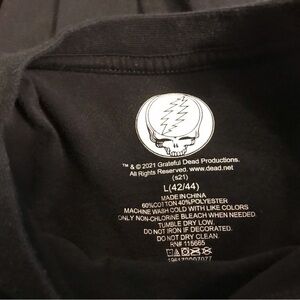 ™ & © 2021 Grateful Dead Productions.
All Rights Reserved. www.dead.net
(s21)
L(42/44)
MADE IN CHINA
60%COTTON 40%POLYESTER
MACHINE WASH COLD WITH LIKE COLORS
ONLY NON-CHLORINE BLEACH WHEN NEEDED.
TUMBLE DRY LOW.
DO NOT IRON IF DECORATED.
DO NOT DRY CLEAN.
RN# 115665